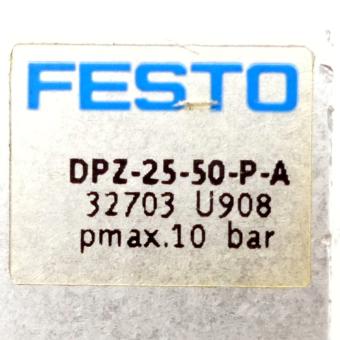 FESTO
DPZ-25-50-P-A
32703 U908
pmax.10 bar